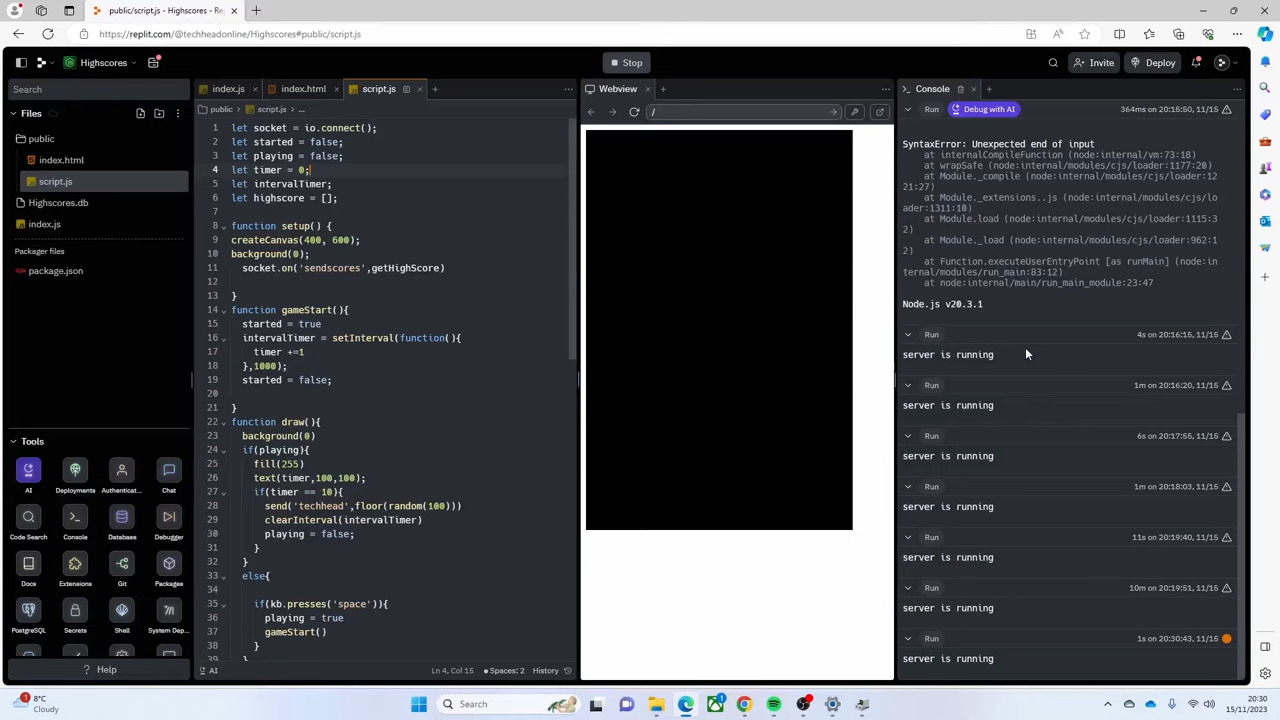 public/script.js - Highscores - R
https://replit.com/@techheadonline/Highscores#public/script.js
Highscores
Stop
Invite
Deploy
Search
Files
public
index.html
script.js
Highscores.db
index.js
Packager files
package.json
Tools
AI
Deployments
Authenticat...
Chat
Code Search
Console
Database
Debugger
Docs
Extensions
Git
Packages
PostgreSQL
Secrets
Shell
System Dep...
? Help
index.js
index.html
script.js
public
script.js
...
1 let socket = io.connect();
2 let started = false;
3 let playing = false;
4 let timer = 0;
5 let intervalTimer;
6 let highscore = [];
7
8 function setup() {
9 createCanvas(400, 600);
10 background(0);
11 socket.on('sendscores',getHighScore)
12
13 }
14 function gameStart(){
15 started = true
16 intervalTimer = setInterval(function(){
17 timer +=1
18 },1000);
19 started = false;
20
21 }
22 function draw(){
23 background(0)
24 if(playing){
25 fill(255)
26 text(timer,100,100);
27 if(timer == 10){
28 send('techhead',floor(random(100)))
29 clearInterval(intervalTimer)
30 playing = false;
31 }
32 }
33 else{
34
35 if(kb.presses('space')){
36 playing = true
37 gameStart()
38 }
39 }
AI
Ln 4, Col 15
Spaces: 2
History
Webview
/
Console
Run
Debug with AI
364ms on 20:15:50, 11/15
SyntaxError: Unexpected end of input
at internalCompileFunction (node:internal/vm:73:18)
at wrapSafe (node:internal/modules/cjs/loader:1177:20)
at Module._compile (node:internal/modules/cjs/loader:12
21:27)
at Module._extensions..js (node:internal/modules/cjs/lo
ader:1311:10)
at Module.load (node:internal/modules/cjs/loader:1115:3
2)
at Module._load (node:internal/modules/cjs/loader:962:1
2)
at Function.executeUserEntryPoint [as runMain] (node:in
ternal/modules/run_main:83:12)
at node:internal/main/run_main_module:23:47
Node.js v20.3.1
Run 4s on 20:16:15, 11/15
server is running
Run 1m on 20:16:20, 11/15
server is running
Run 6s on 20:17:55, 11/15
server is running
Run 1m on 20:18:03, 11/15
server is running
Run 11s on 20:19:40, 11/15
server is running
Run 10m on 20:19:51, 11/15
server is running
Run 1s on 20:30:43, 11/15
server is running
1
8°C
Cloudy
Search
1
20:30
15/11/2023